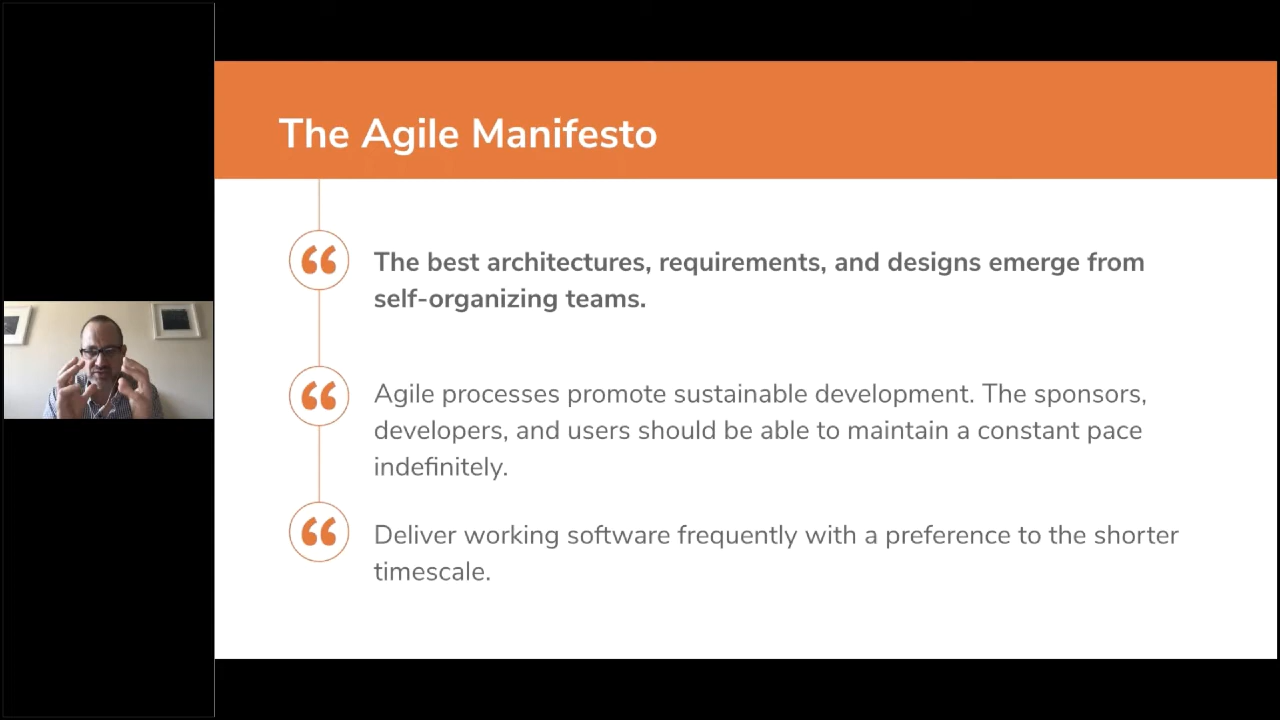 The Agile Manifesto
The best architectures, requirements, and designs emerge from
self-organizing teams.
Agile processes promote sustainable development. The sponsors,
developers, and users should be able to maintain a constant pace
indefinitely.
Deliver working software frequently with a preference to the shorter
timescale.